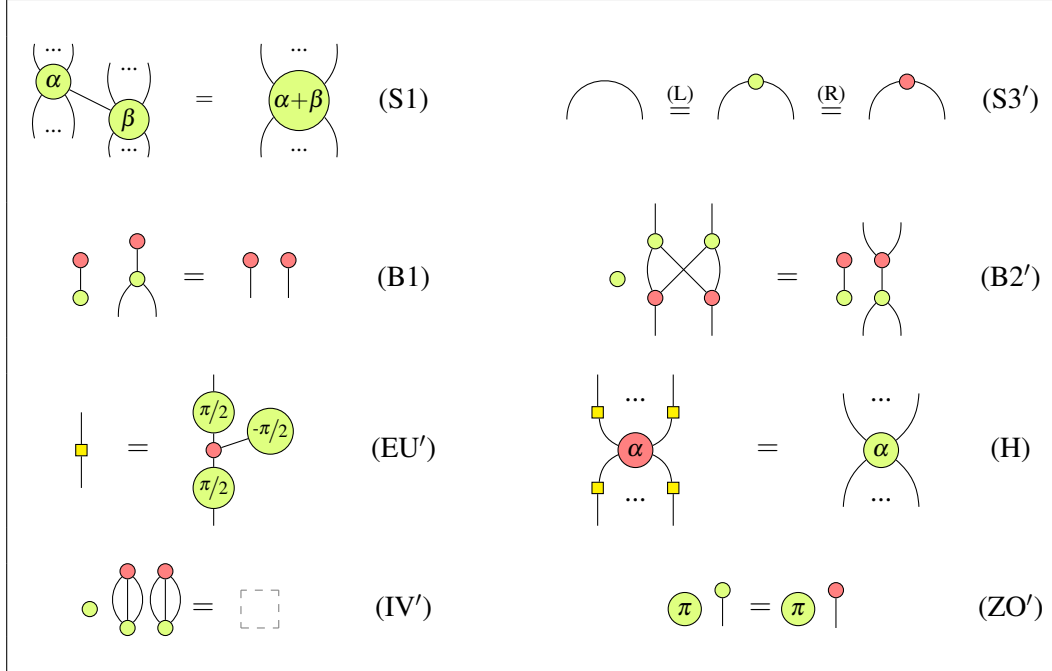 ... ... ...
α β = α+β (S1)
... ... ...
(L) = (R) = (S3′)
= (B1)
= (B2′)
= π/2 -π/2 π/2 (EU′)
... α ... = ... α ... (H)
= (IV′)
π = π (ZO′)